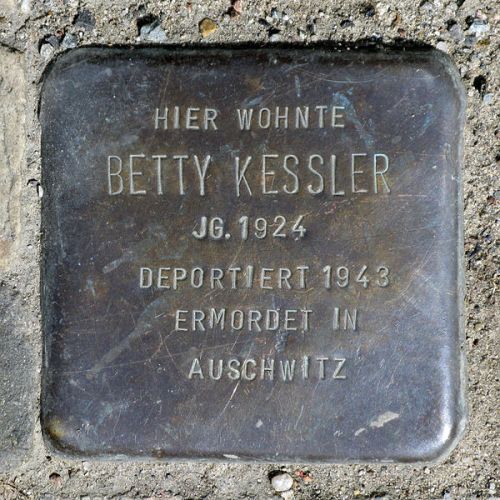 HIER WOHNTE
BETTY KESSLER
JG. 1924
DEPORTIERT 1943
ERMORDET IN
AUSCHWITZ